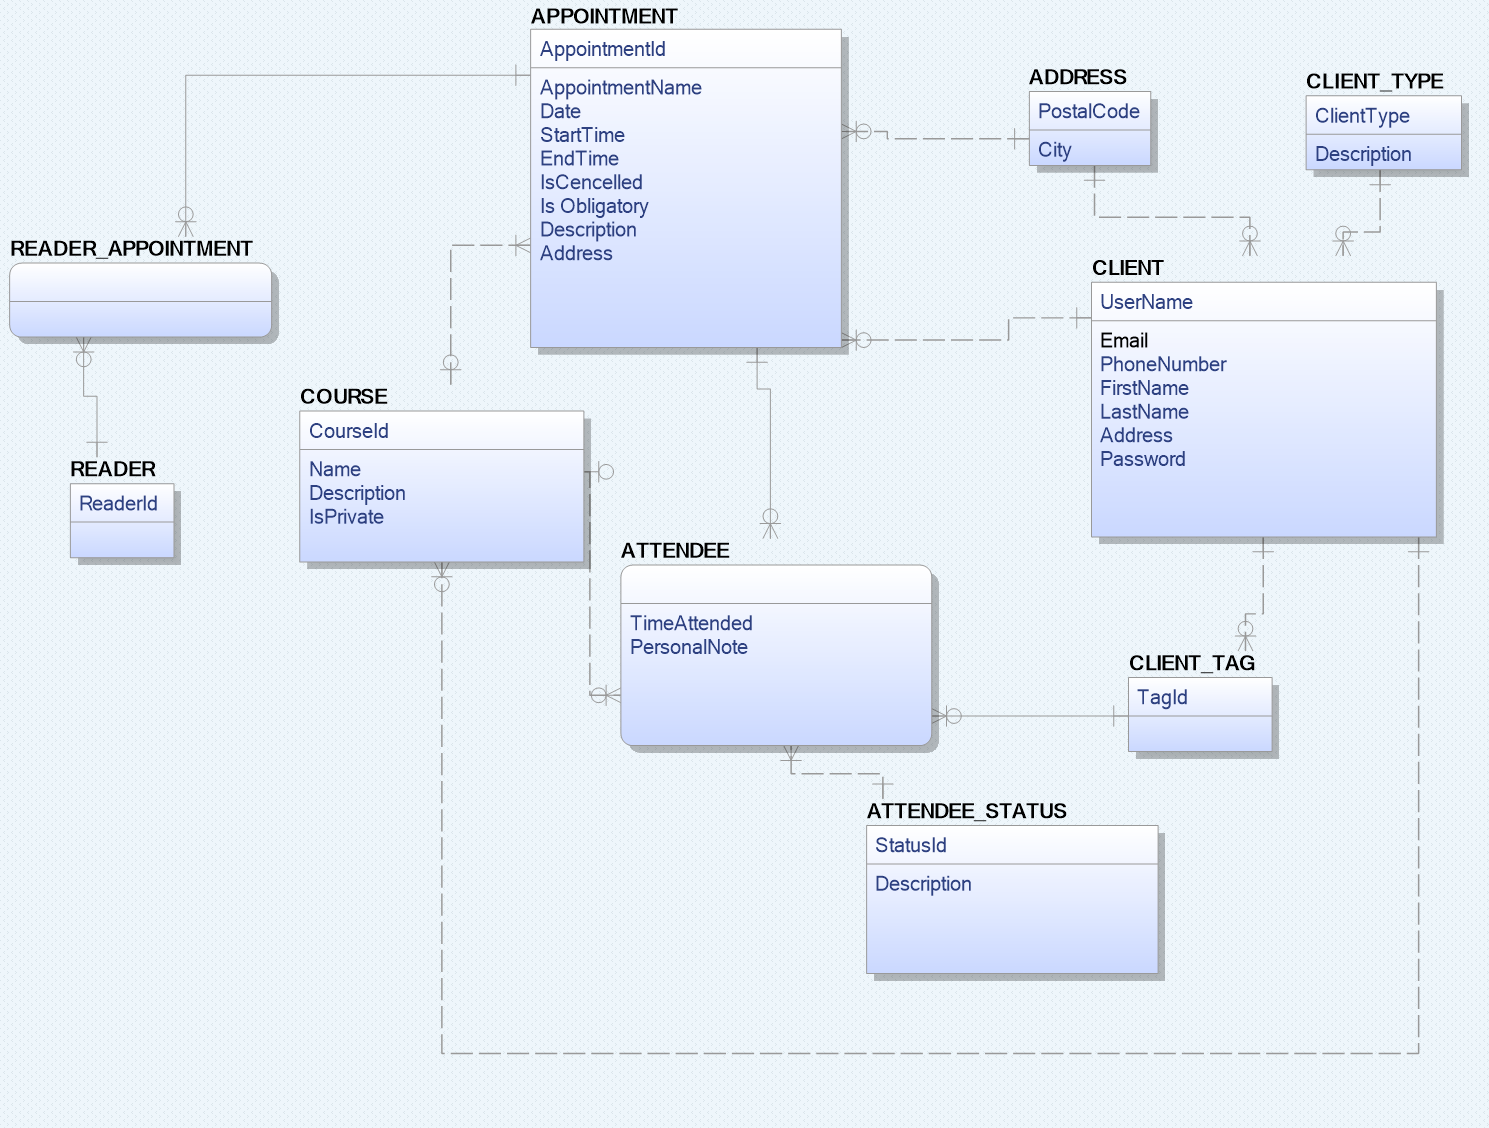 APPOINTMENT
AppointmentId
AppointmentName
Date
StartTime
EndTime
IsCencelled
Is Obligatory
Description
Address
ADDRESS
PostalCode
City
CLIENT_TYPE
ClientType
Description
READER_APPOINTMENT
CLIENT
UserName
Email
PhoneNumber
FirstName
LastName
Address
Password
COURSE
CourseId
Name
Description
IsPrivate
READER
ReaderId
ATTENDEE
TimeAttended
PersonalNote
CLIENT_TAG
TagId
ATTENDEE_STATUS
StatusId
Description